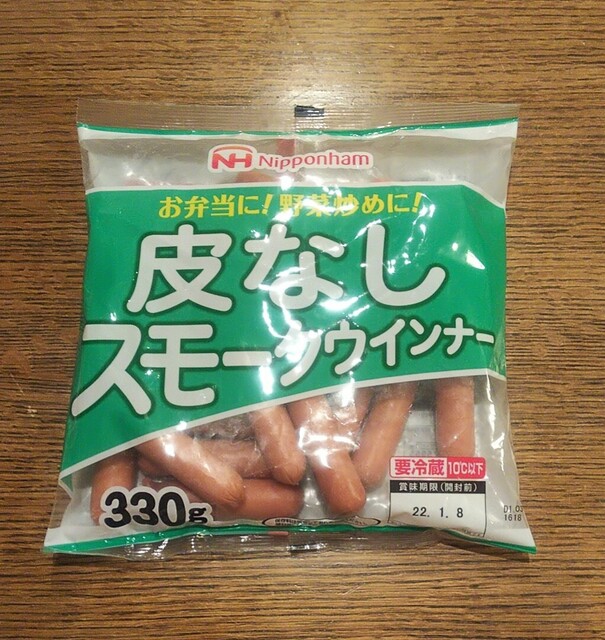 NH Nipponham
お弁当に!野菜炒めに!
皮なし
スモークウインナー
要冷蔵 10℃以下
賞味期限(開封前)
22.1.8
330g
1618